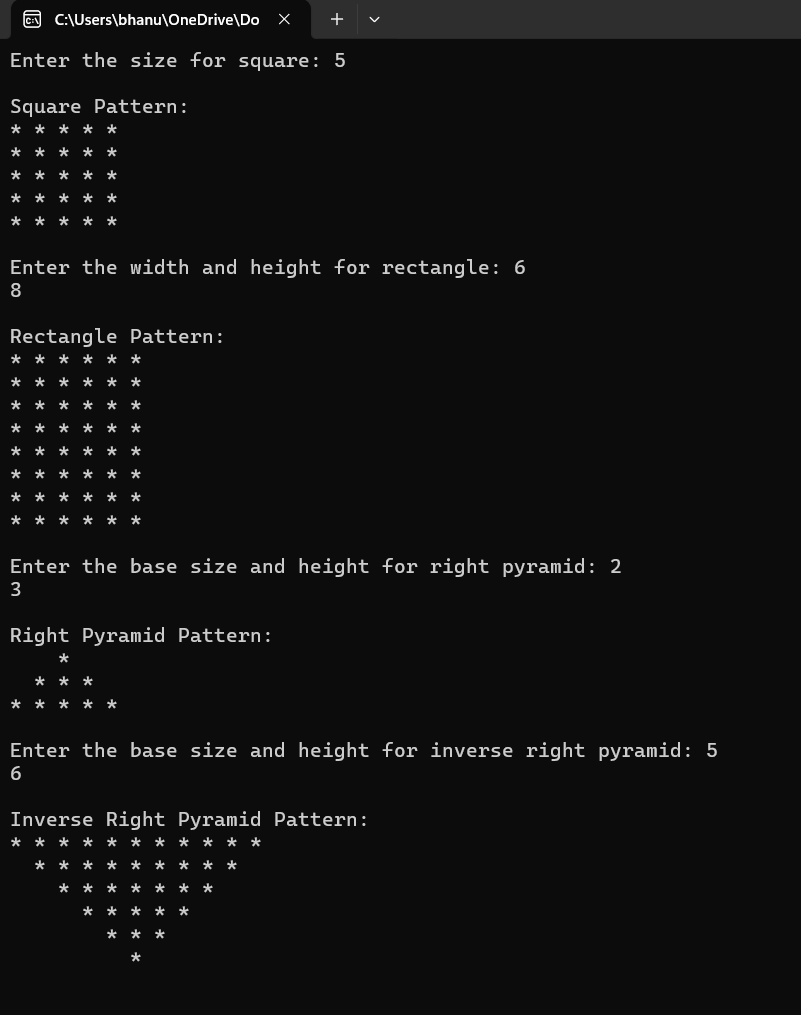 C:\Users\bhanu\OneDrive\Do
Enter the size for square: 5

Square Pattern:
* * * * *
* * * * *
* * * * *
* * * * *
* * * * *

Enter the width and height for rectangle: 6
8

Rectangle Pattern:
* * * * * *
* * * * * *
* * * * * *
* * * * * *
* * * * * *
* * * * * *
* * * * * *
* * * * * *

Enter the base size and height for right pyramid: 2
3

Right Pyramid Pattern:
    *
  * * *
* * * * *

Enter the base size and height for inverse right pyramid: 5
6

Inverse Right Pyramid Pattern:
* * * * * * * * * * *
  * * * * * * * * *
    * * * * * * *
      * * * * *
        * * *
          *